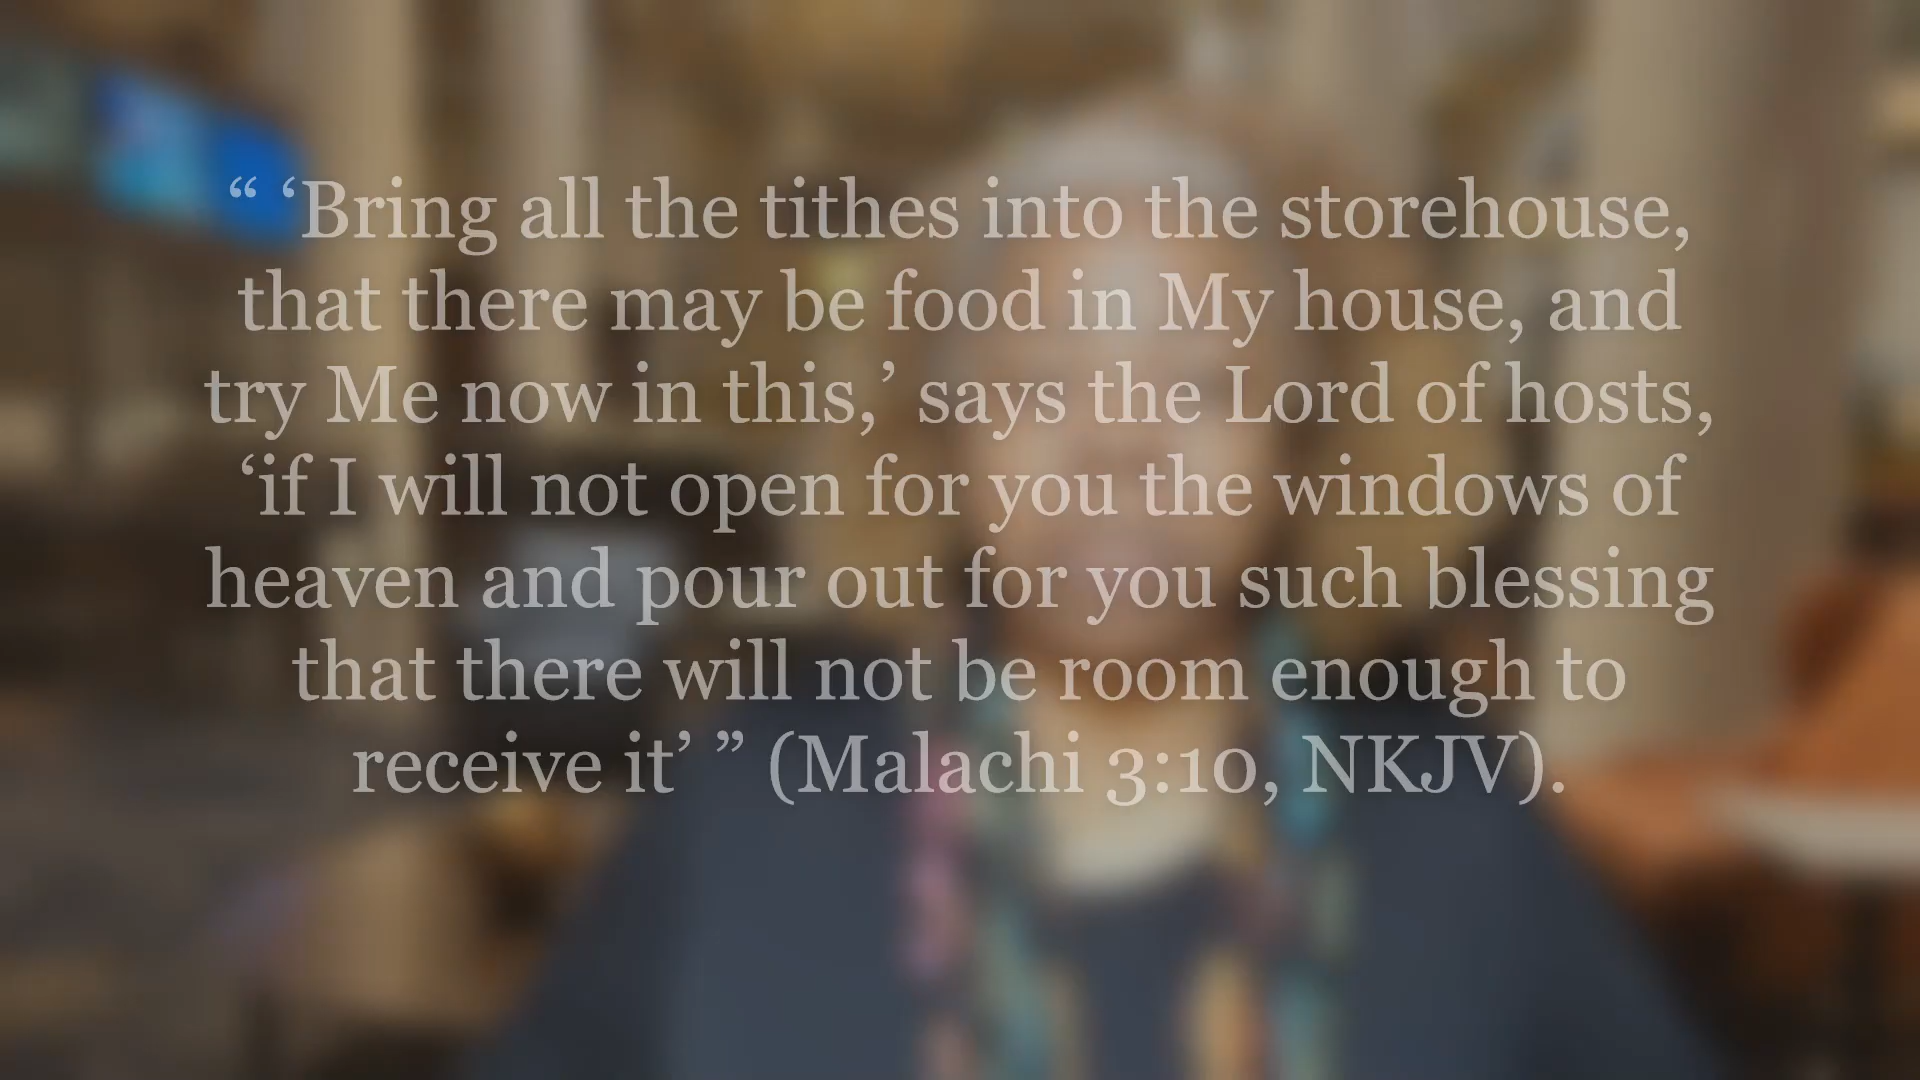 “ ‘Bring all the tithes into the storehouse,
that there may be food in My house, and
try Me now in this,’ says the Lord of hosts,
‘if I will not open for you the windows of
heaven and pour out for you such blessing
that there will not be room enough to
receive it’ ” (Malachi 3:10, NKJV).